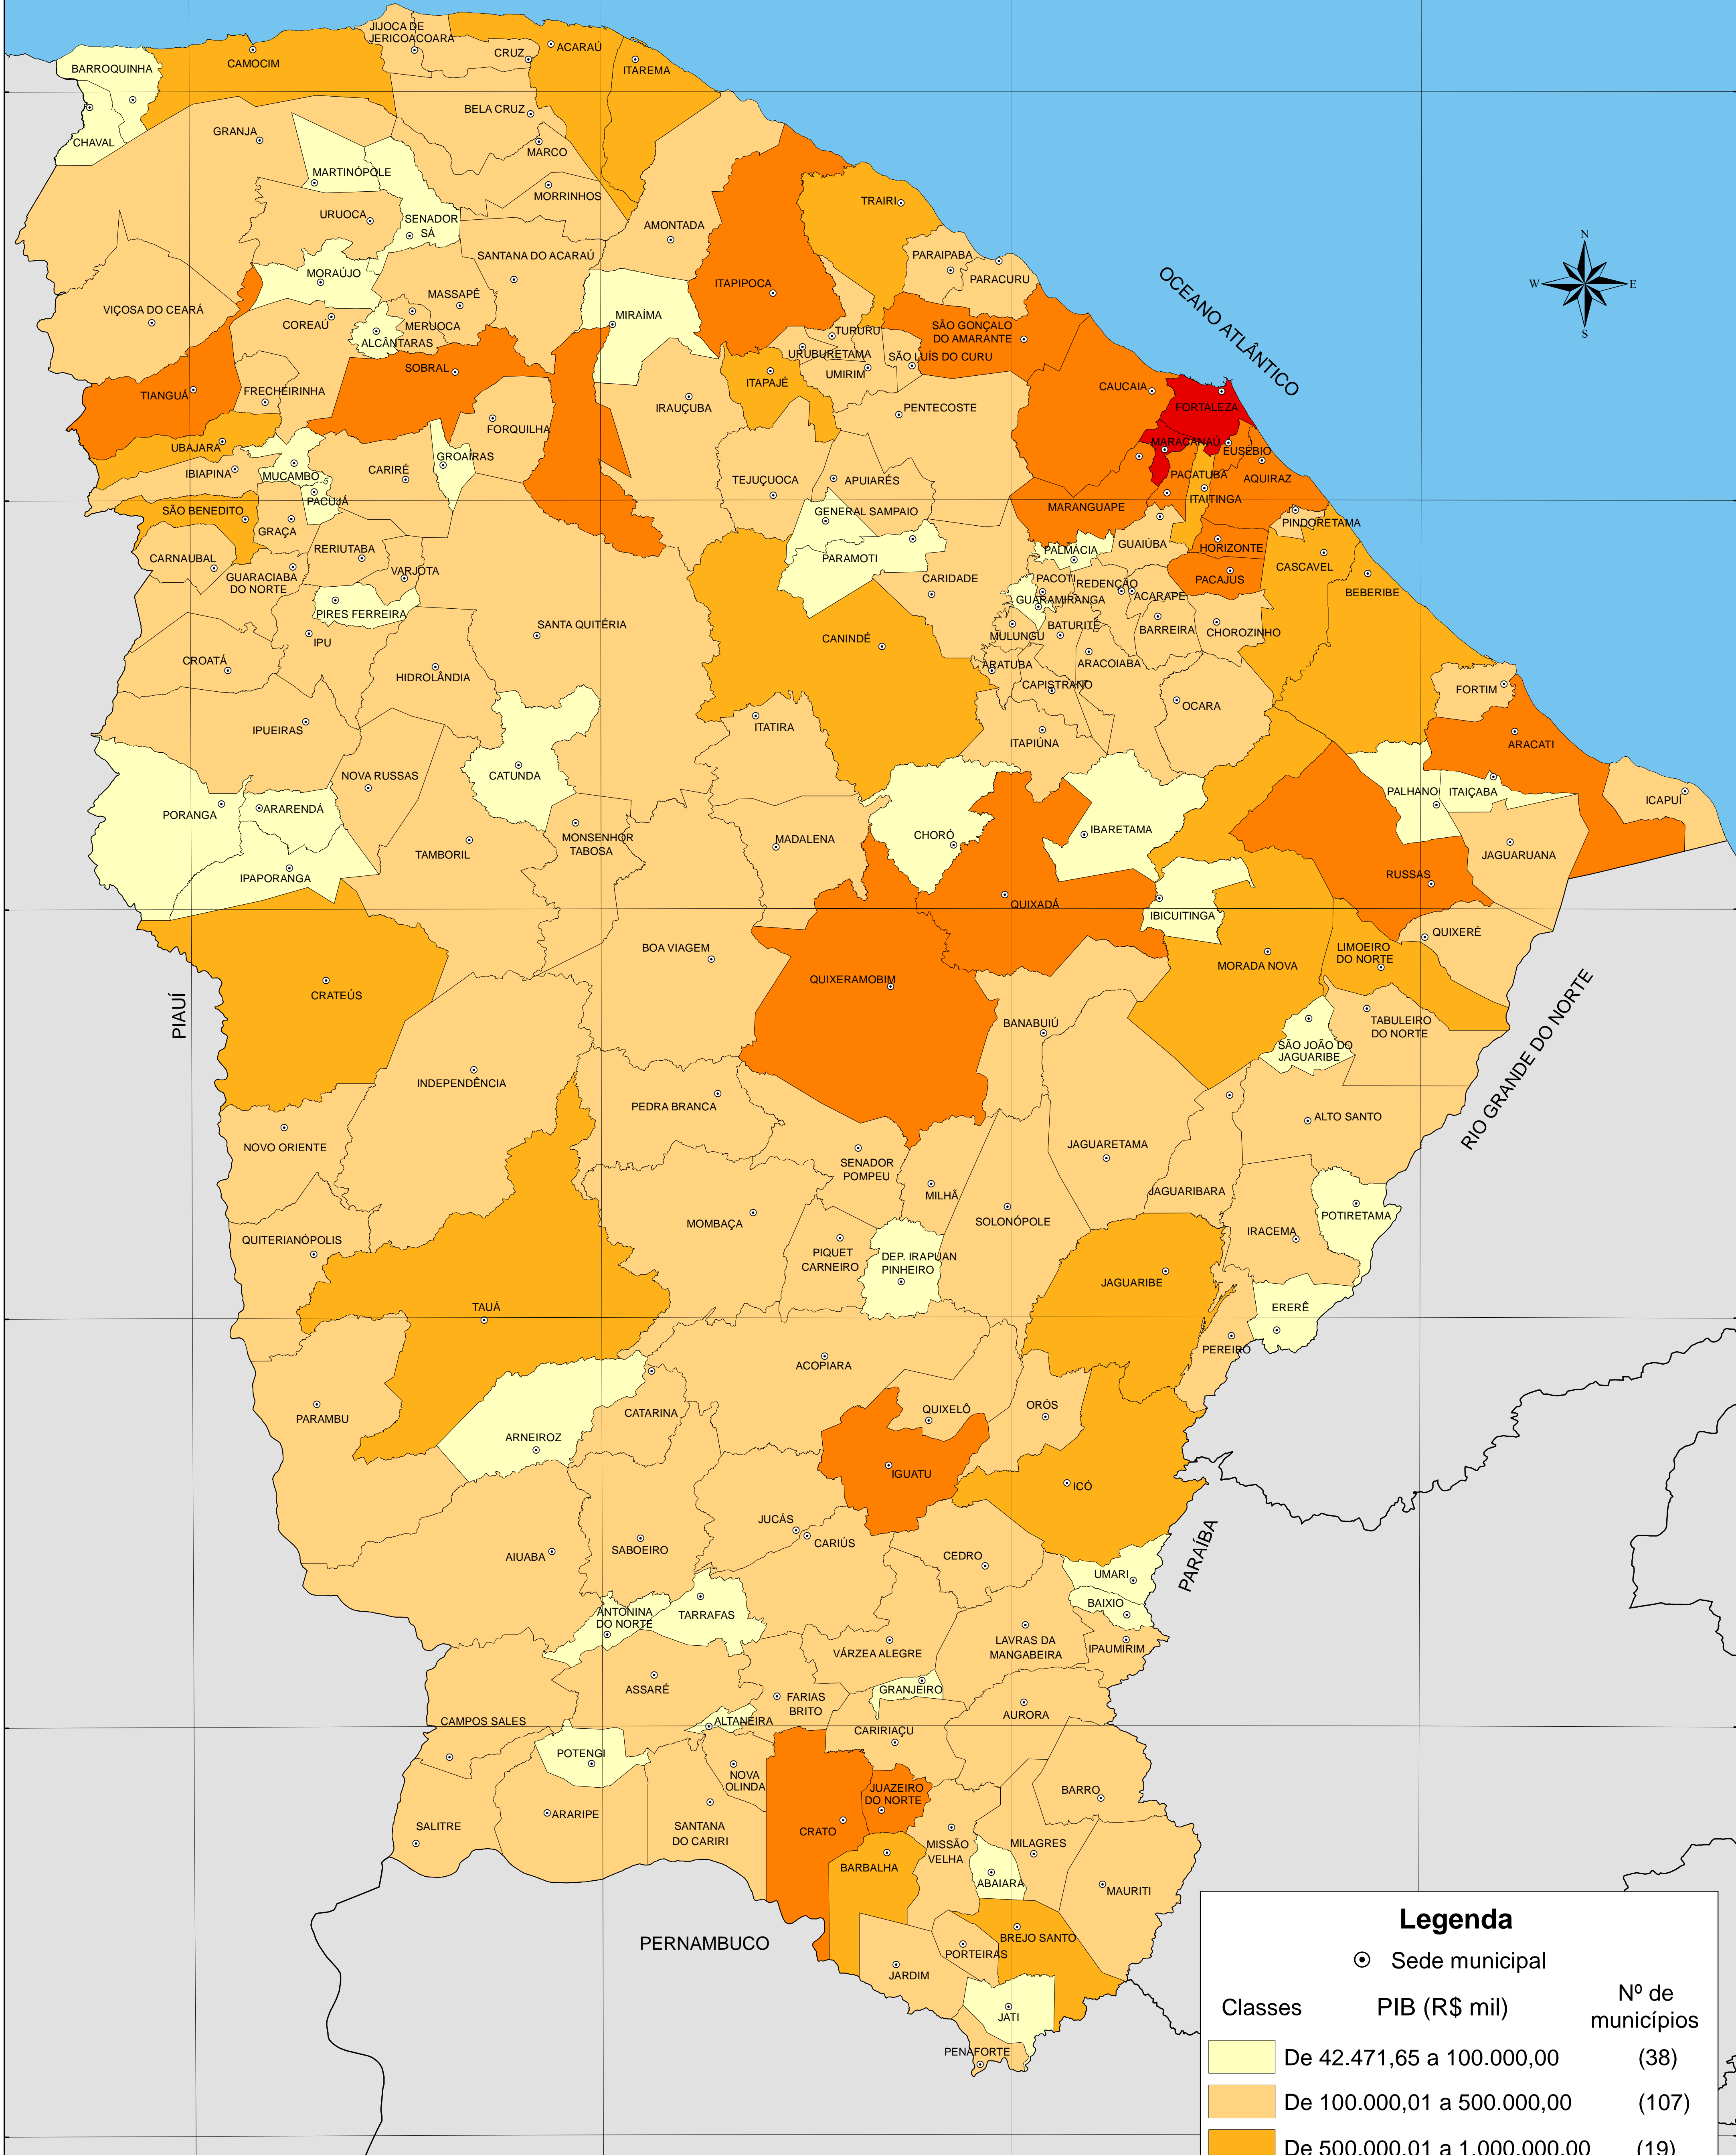 JIJOCA DE
JERICOACOARA
CRUZ
ACARAÚ
ITAREMA
BARROQUINHA
CAMOCIM
CHAVAL
BELA CRUZ
GRANJA
MARCO
MARTINÓPOLE
MORRINHOS
URUOCA
SENADOR
SÁ
AMONTADA
TRAIRI
N
W
E
S
SANTANA DO ACARAÚ
PARAIPABA
PARACURU
MORAÚJO
MASSAPÊ
ITAPIPOCA
OCEANO ATLÂNTICO
VIÇOSA DO CEARÁ
COREAÚ
MERUOCA
ALCÂNTARAS
MIRAÍMA
TURURU
SÃO GONÇALO
DO AMARANTE
URUBURETAMA
SÃO LUÍS DO CURU
UMIRIM
SOBRAL
ITAPAJÉ
CAUCAIA
TIANGUÁ
FRECHEIRINHA
IRAUÇUBA
PENTECOSTE
FORTALEZA
FORQUILHA
MARACANAÚ
EUSÉBIO
UBAJARA
GROAÍRAS
IBIAPINA
MUCAMBO
CARIRÉ
TEJUÇUOCA
APUIARÉS
PACATUBA
AQUIRAZ
PACUJÁ
ITAITINGA
SÃO BENEDITO
GENERAL SAMPAIO
MARANGUAPE
PINDORETAMA
GRAÇA
RERIUTABA
PARAMOTI
PALMÁCIA
GUAIÚBA
HORIZONTE
CARNAUBAL
GUARACIABA
DO NORTE
VARJOTA
CARIDADE
PACOTI
REDENÇÃO
PACAJUS
CASCAVEL
BEBERIBE
PIRES FERREIRA
GUARAMIRANGA
ACARAPE
SANTA QUITÉRIA
MULUNGU
BATURITÉ
BARREIRA
CHOROZINHO
IPU
CANINDÉ
CROATÁ
HIDROLÂNDIA
ARATUBA
ARACOIABA
CAPISTRANO
FORTIM
OCARA
IPUEIRAS
ITATIRA
ITAPIÚNA
ARACATI
NOVA RUSSAS
CATUNDA
PALHANO
ITAIÇABA
ICAPUÍ
PORANGA
ARARENDÁ
MONSENHOR
TABOSA
MADALENA
CHORÓ
IBARETAMA
TAMBORIL
JAGUARUANA
IPAPORANGA
RUSSAS
QUIXADÁ
IBICUITINGA
QUIXERÉ
BOA VIAGEM
LIMOEIRO
DO NORTE
MORADA NOVA
CRATEÚS
QUIXERAMOBIM
PIAUÍ
BANABUIÚ
TABULEIRO
DO NORTE
SÃO JOÃO DO
JAGUARIBE
RIO GRANDE DO NORTE
INDEPENDÊNCIA
PEDRA BRANCA
ALTO SANTO
NOVO ORIENTE
JAGUARETAMA
SENADOR
POMPEU
MILHÃ
JAGUARIBARA
SOLONÓPOLE
MOMBAÇA
POTIRETAMA
IRACEMA
QUITERIANÓPOLIS
PIQUET
CARNEIRO
DEP. IRAPUAN
PINHEIRO
JAGUARIBE
TAUÁ
ERERÊ
PEREIRO
ACOPIARA
PARAMBU
CATARINA
QUIXELÔ
ORÓS
ARNEIROZ
IGUATU
ICÓ
JUCÁS
CARIÚS
AIUABA
SABOEIRO
CEDRO
PARAÍBA
UMARI
BAIXIO
ANTONINA
DO NORTE
TARRAFAS
VÁRZEA ALEGRE
LAVRAS DA
MANGABEIRA
IPAUMIRIM
ASSARÉ
GRANJEIRO
FARIAS
BRITO
AURORA
CAMPOS SALES
ALTANEIRA
CARIRIAÇU
POTENGI
NOVA
OLINDA
JUAZEIRO
DO NORTE
BARRO
ARARIPE
SALITRE
SANTANA
DO CARIRI
CRATO
MISSÃO
VELHA
MILAGRES
BARBALHA
ABAIARA
MAURITI
PERNAMBUCO
BREJO SANTO
PORTEIRAS
JARDIM
JATI
PENAFORTE
Legenda
Sede municipal
Classes PIB (R$ mil) Nº de
municípios
De 42.471,65 a 100.000,00 (38)
De 100.000,01 a 500.000,00 (107)
De 500.000,01 a 1.000.000,00 (19)